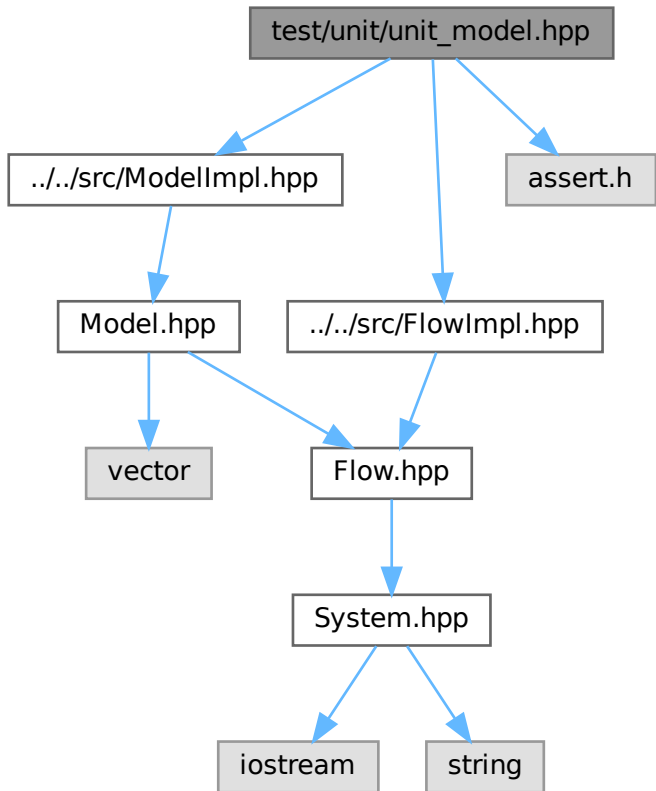 test/unit/unit_model.hpp
../../src/ModelImpl.hpp
assert.h
Model.hpp
../../src/FlowImpl.hpp
vector
Flow.hpp
System.hpp
iostream
string